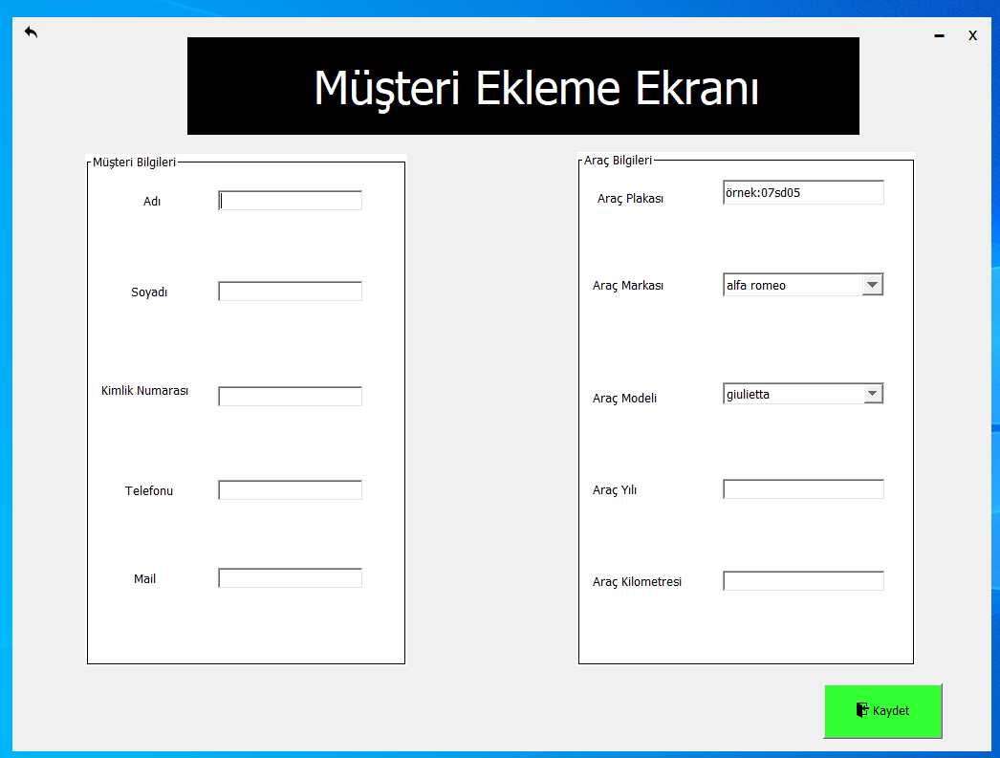 X
Müşteri Ekleme Ekranı
Müşteri Bilgileri
Adı
Soyadı
Kimlik Numarası
Telefonu
Mail
Araç Bilgileri
Araç Plakası örnek:07sd05
Araç Markası alfa romeo
Araç Modeli giulietta
Araç Yılı
Araç Kilometresi
Kaydet